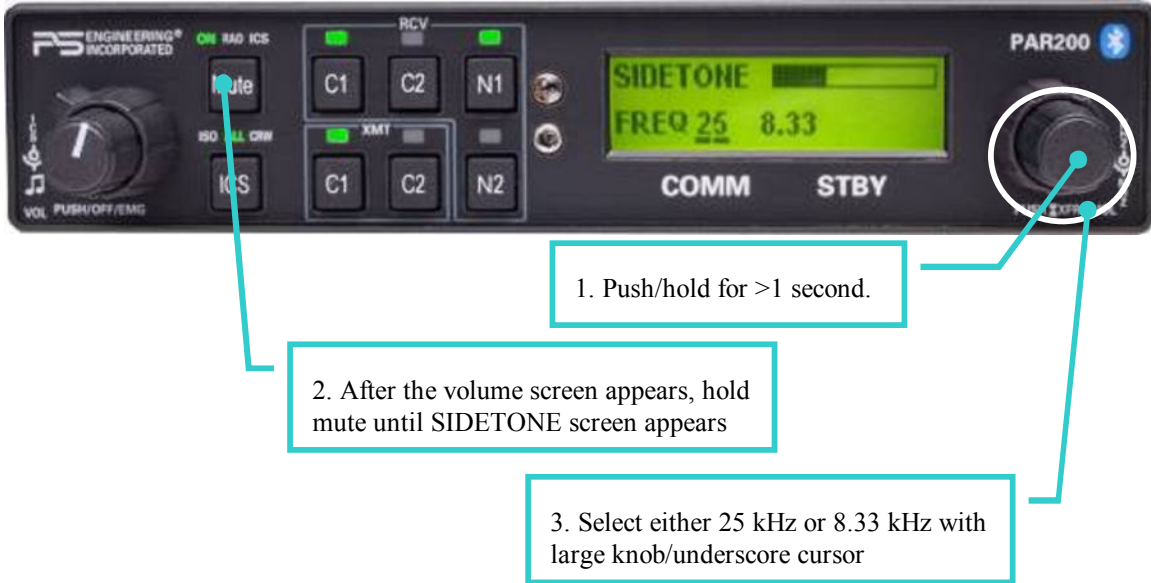 PS ENGINEERING®
INCORPORATED
ON RAD ICS
Mute
ISO ALL CRW
ICS
VOL PUSH/OFF/EMG
RCV
C1 C2 N1
XMT
C1 C2 N2
SIDETONE
FREQ 25 8.33
COMM STBY
PAR200
1. Push/hold for >1 second.
2. After the volume screen appears, hold
mute until SIDETONE screen appears
3. Select either 25 kHz or 8.33 kHz with
large knob/underscore cursor